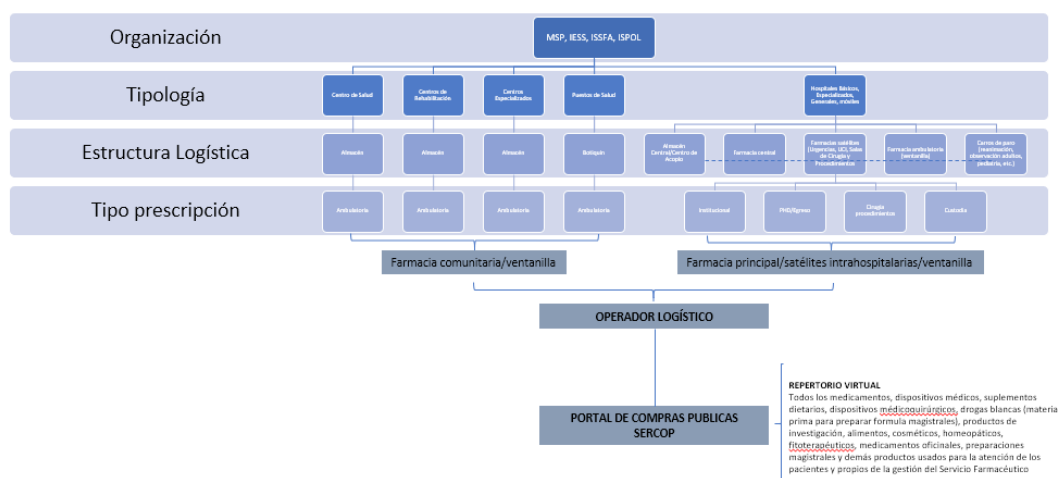 Organización
MSP, IESS, ISSFA, ISPOL
Tipología
Centro de Salud
Centros de
Rehabilitación
Centros
Especializados
Puestos de Salud
Hospitales Básicos,
Especializados,
Generales, móviles
Estructura Logística
Almacén
Almacén
Almacén
Botiquín
Almacén
Central/Centro de
Acopio
Farmacia central
Farmacias satélites
(Urgencias, UCI, Salas
de Cirugía y
Procedimientos
Farmacia ambulatoria
(ventanilla)
Carros de paro
(reanimación,
observación adultos,
pediatría, etc.)
Tipo prescripción
Ambulatoria
Ambulatoria
Ambulatoria
Ambulatoria
Institucional
PHD/Egreso
Cirugía
procedimientos
Custodia
Farmacia comunitaria/ventanilla
Farmacia principal/satélites intrahospitalarias/ventanilla
OPERADOR LOGÍSTICO
PORTAL DE COMPRAS PUBLICAS
SERCOP
REPERTORIO VIRTUAL
Todos los medicamentos, dispositivos médicos, suplementos
dietarios, dispositivos médicoquirúrgicos, drogas blancas (materia
prima para preparar formula magistrales), productos de
investigación, alimentos, cosméticos, homeopáticos,
fitoterapéuticos, medicamentos oficinales, preparaciones
magistrales y demás productos usados para la atención de los
pacientes y propios de la gestión del Servicio Farmacéutico